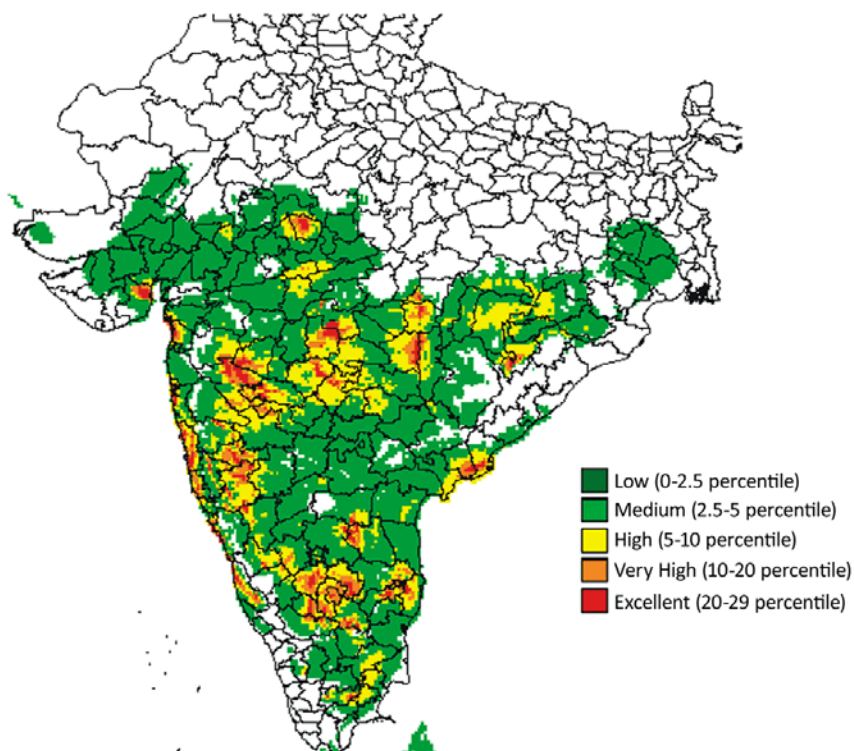 Low (0-2.5 percentile)
Medium (2.5-5 percentile)
High (5-10 percentile)
Very High (10-20 percentile)
Excellent (20-29 percentile)